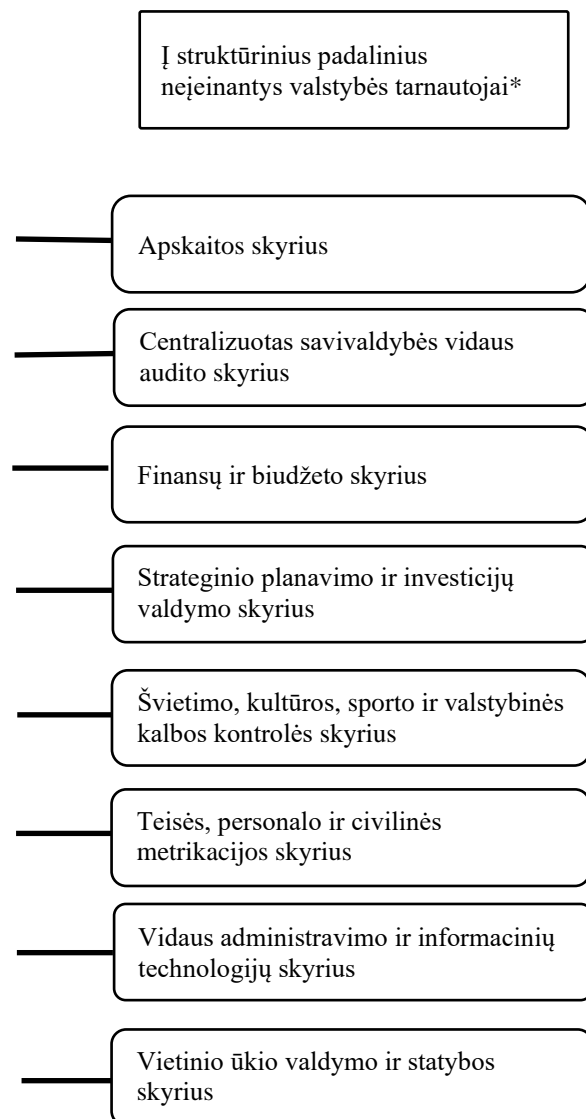 Į struktūrinius padalinius
neįeinantys valstybės tarnautojai*
Apskaitos skyrius
Centralizuotas savivaldybės vidaus
audito skyrius
Finansų ir biudžeto skyrius
Strateginio planavimo ir investicijų
valdymo skyrius
Švietimo, kultūros, sporto ir valstybinės
kalbos kontrolės skyrius
Teisės, personalo ir civilinės
metrikacijos skyrius
Vidaus administravimo ir informacinių
technologijų skyrius
Vietinio ūkio valdymo ir statybos
skyrius